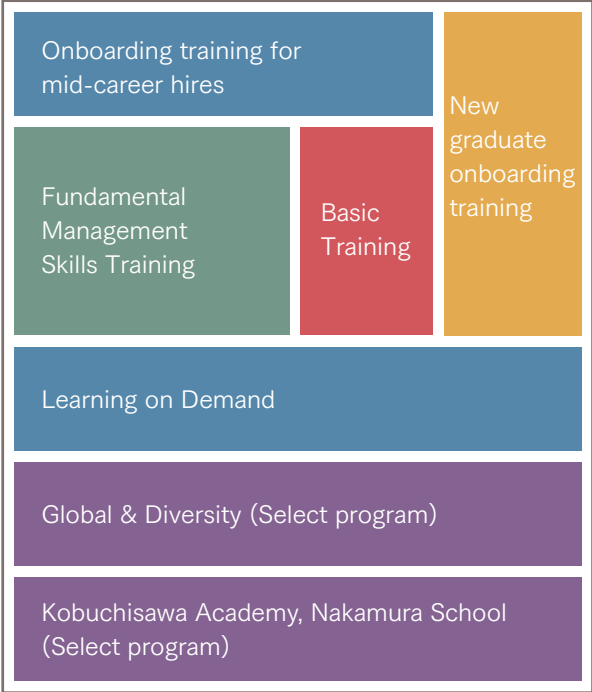 Onboarding training for
mid-career hires
New
graduate
onboarding
training
Fundamental
Management
Skills Training
Basic
Training
Learning on Demand
Global & Diversity (Select program)
Kobuchisawa Academy, Nakamura School
(Select program)